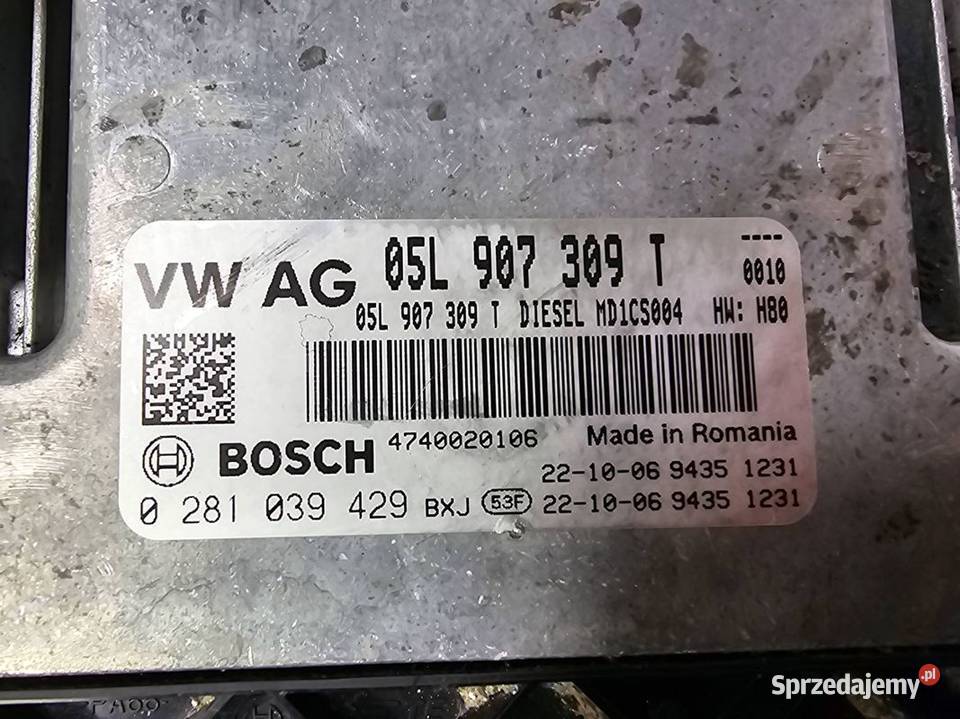 VW AG 05L 907 309 T ----
0010
05L 907 309 T DIESEL MD1CS004 HW: H80
4740020106 Made in Romania
BOSCH
22-10-06 9435 1231
0 281 039 429 BXJ 53F 22-10-06 9435 1231
Sprzedajemy.pl